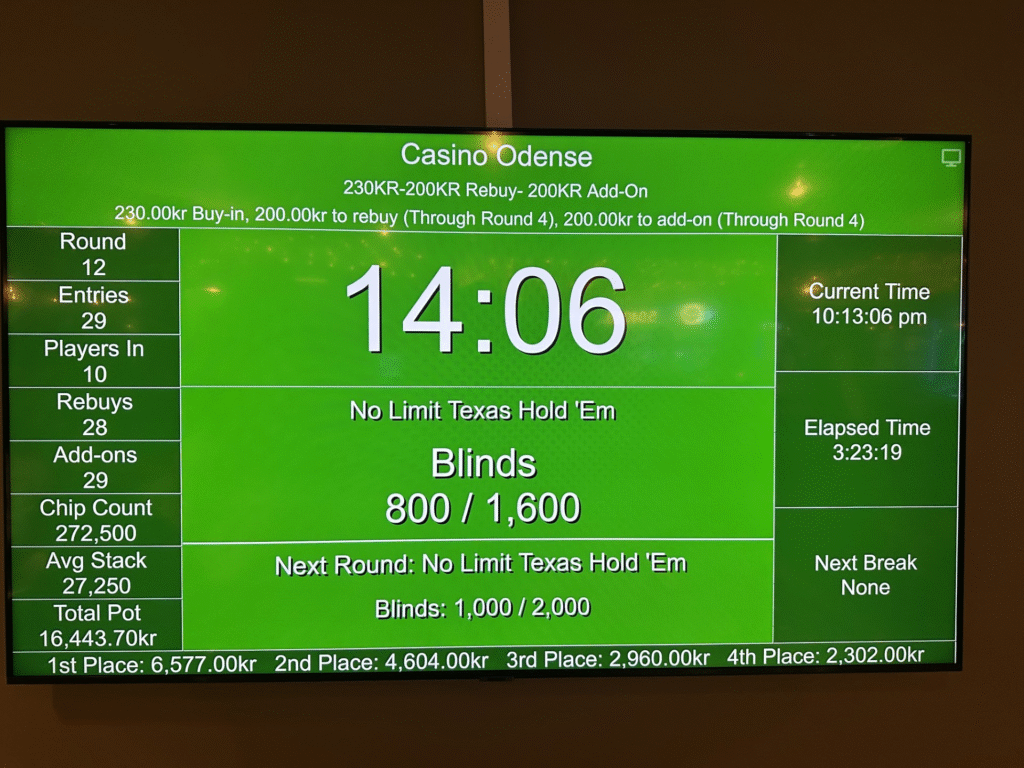 Casino Odense
230KR-200KR Rebuy- 200KR Add-On
230.00kr Buy-in, 200.00kr to rebuy (Through Round 4), 200.00kr to add-on (Through Round 4)
Round
12
Entries
29
Players In
10
Rebuys
28
Add-ons
29
Chip Count
272,500
Avg Stack
27,250
Total Pot
16,443.70kr
14:06
No Limit Texas Hold 'Em
Blinds
800 / 1,600
Next Round: No Limit Texas Hold 'Em
Blinds: 1,000 / 2,000
Current Time
10:13:06 pm
Elapsed Time
3:23:19
Next Break
None
1st Place: 6,577.00kr 2nd Place: 4,604.00kr 3rd Place: 2,960.00kr 4th Place: 2,302.00kr